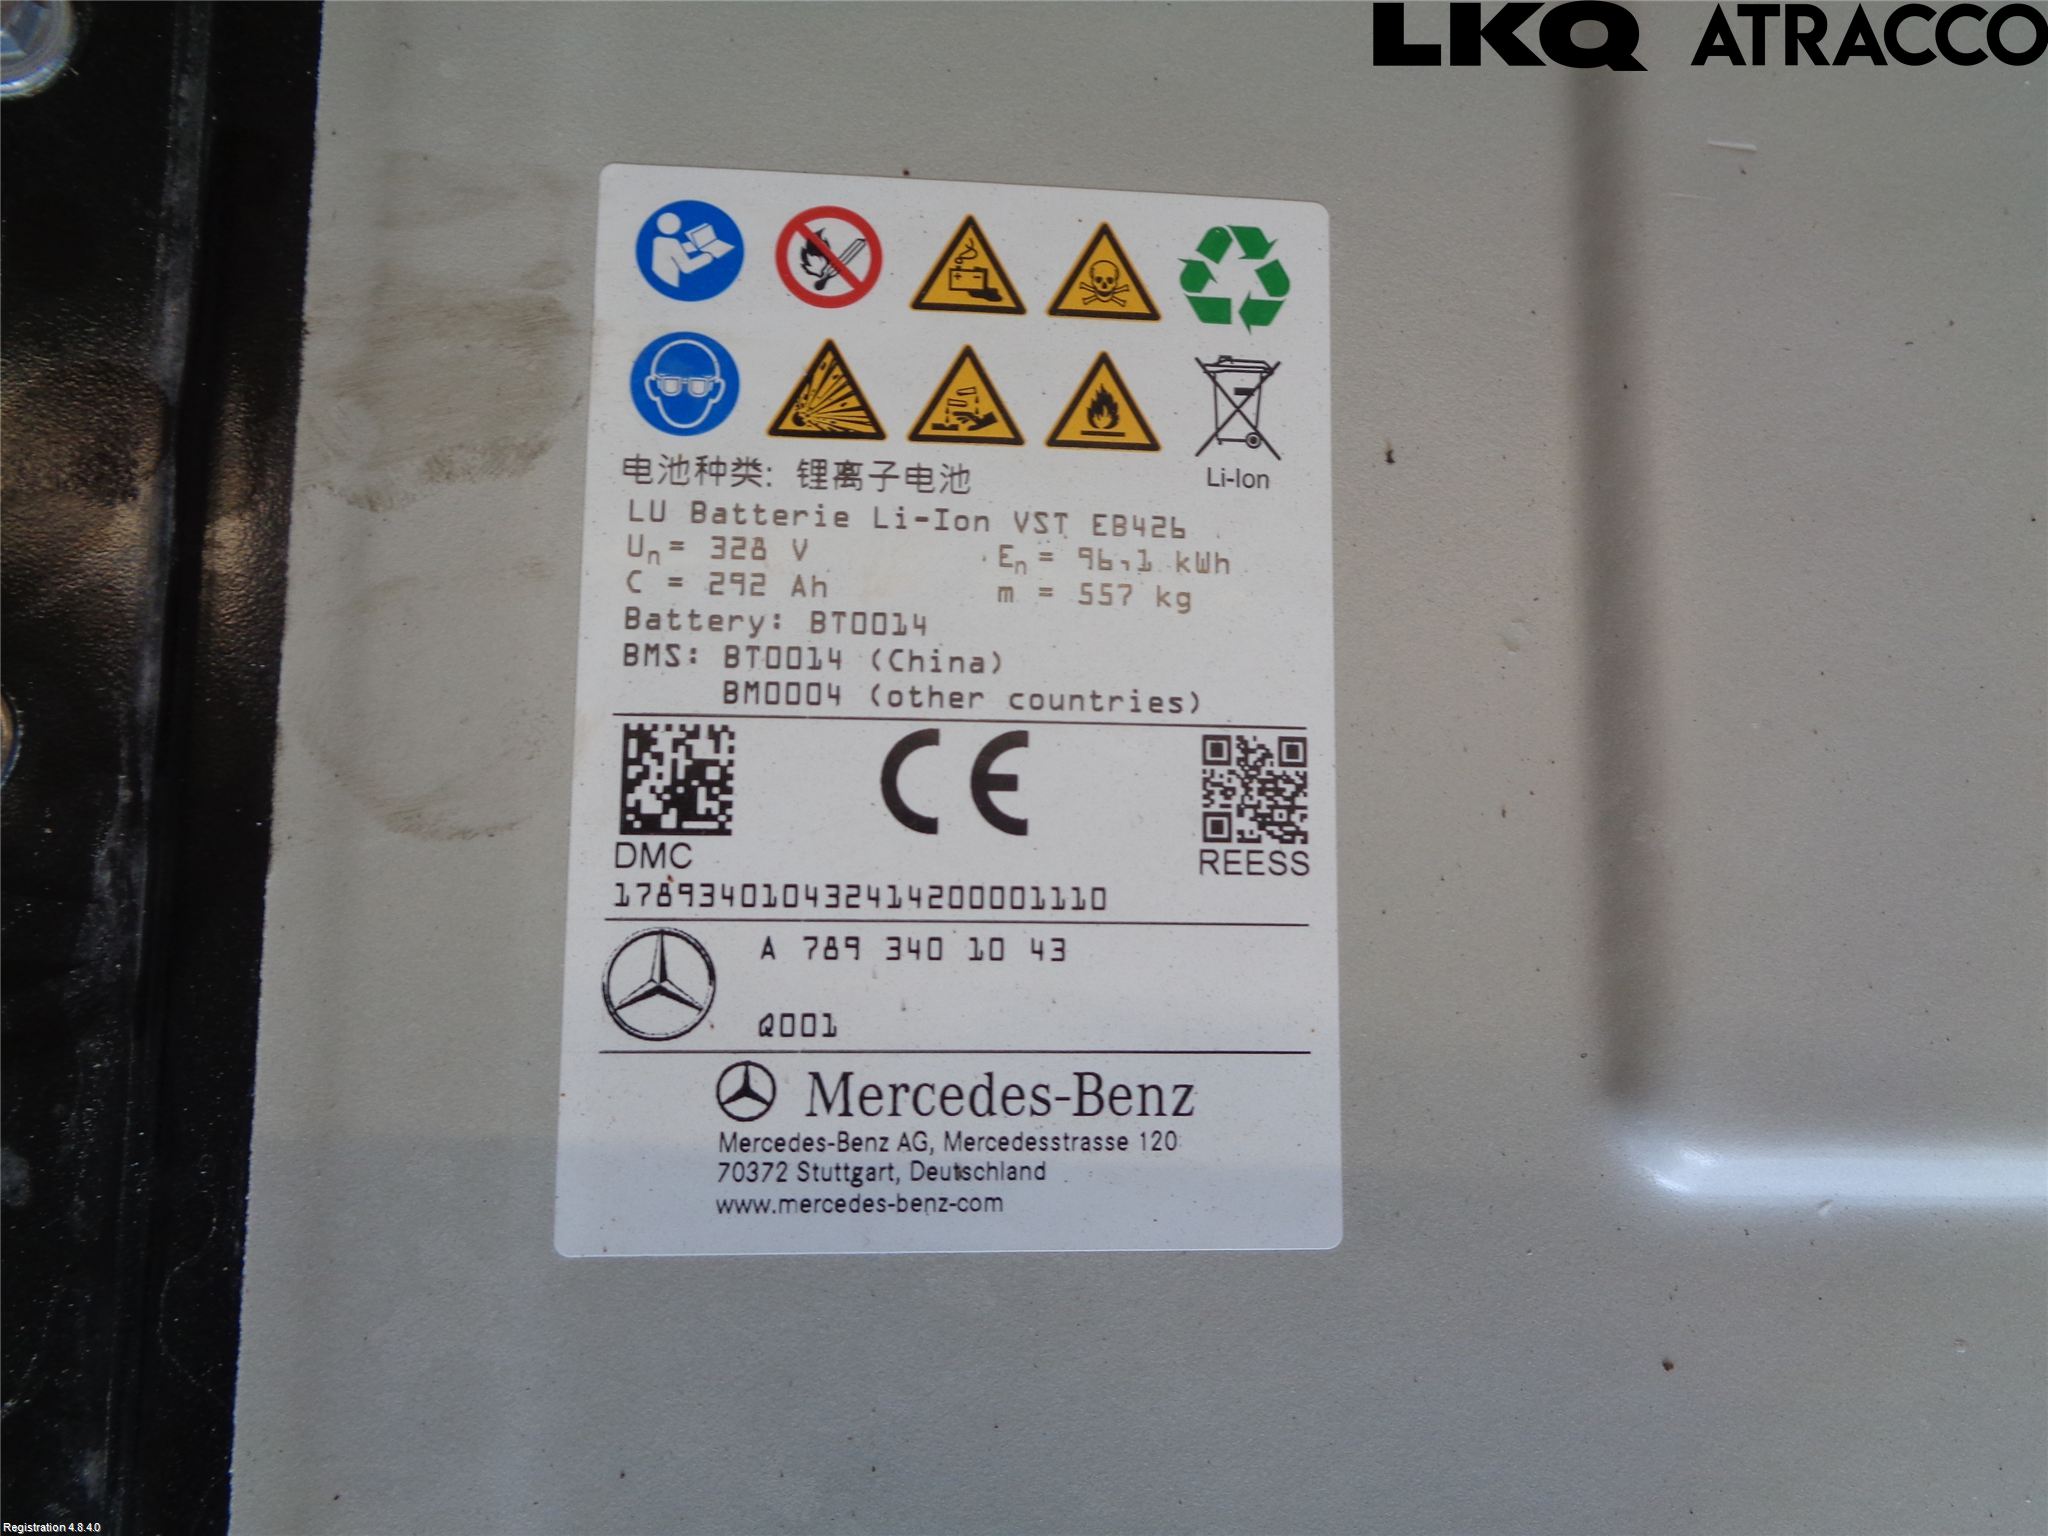 LKQ ATRACCO
电池种类: 锂离子电池
Li-Ion
LU Batterie Li-Ion VST EB426
Un = 328 V En = 96,1 kWh
C = 292 Ah m = 557 kg
Battery: BT0014
BMS: BT0014 (China)
BM0004 (other countries)
CE
DMC
REESS
1789340104324142000001110
A 789 340 10 43
Q001
Mercedes-Benz
Mercedes-Benz AG, Mercedesstrasse 120
70372 Stuttgart, Deutschland
www.mercedes-benz-com
Registration 4.8.4.0